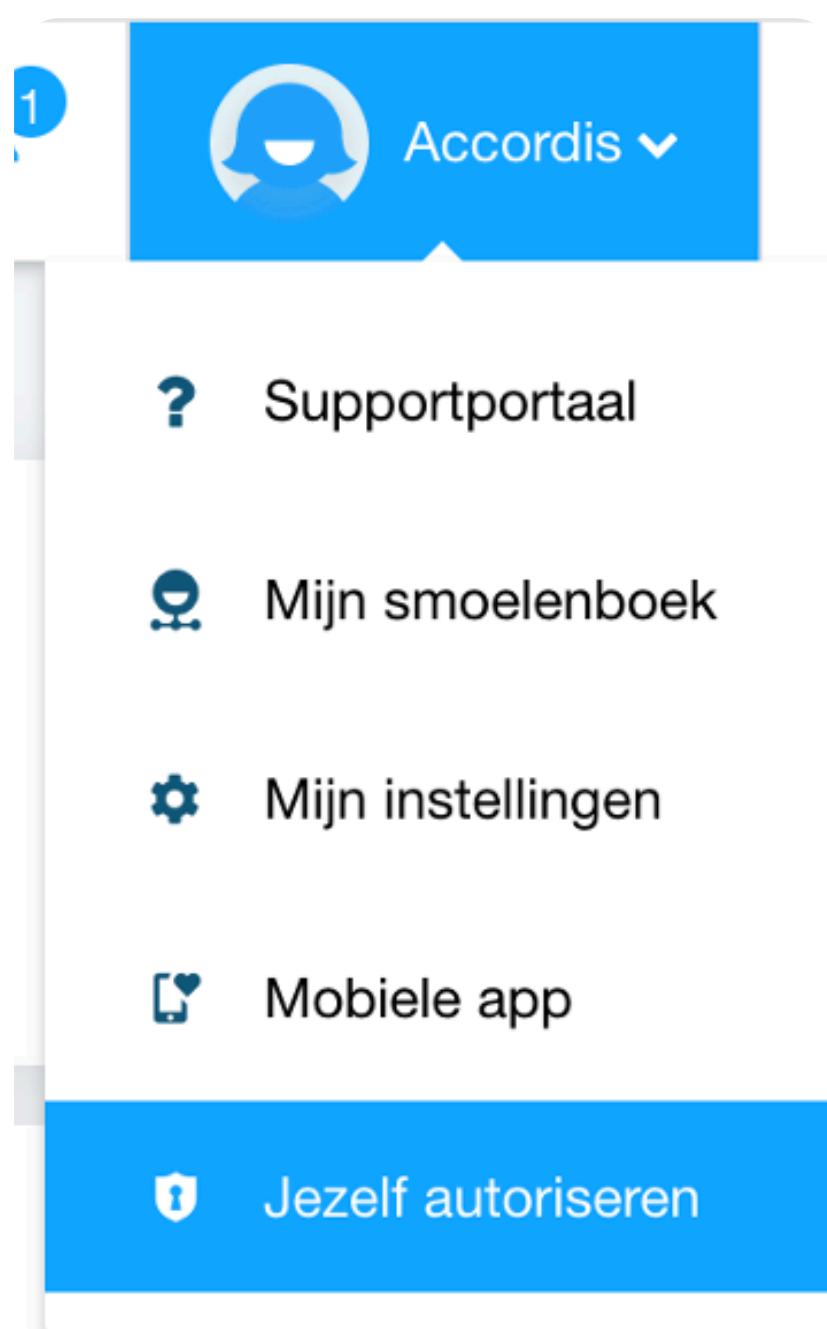 1
Accordis
Supportportaal
Mijn smoelenboek
Mijn instellingen
Mobiele app
Jezelf autoriseren